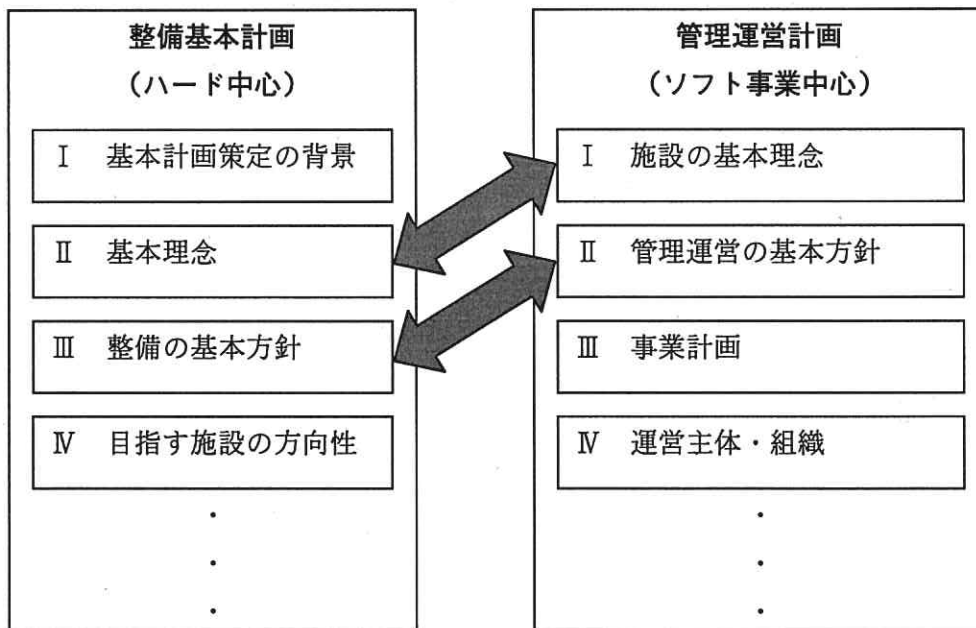 整備基本計画
(ハード中心)
Ⅰ 基本計画策定の背景
Ⅱ 基本理念
Ⅲ 整備の基本方針
Ⅳ 目指す施設の方向性
・
・
・
管理運営計画
(ソフト事業中心)
Ⅰ 施設の基本理念
Ⅱ 管理運営の基本方針
Ⅲ 事業計画
Ⅳ 運営主体・組織
・
・
・